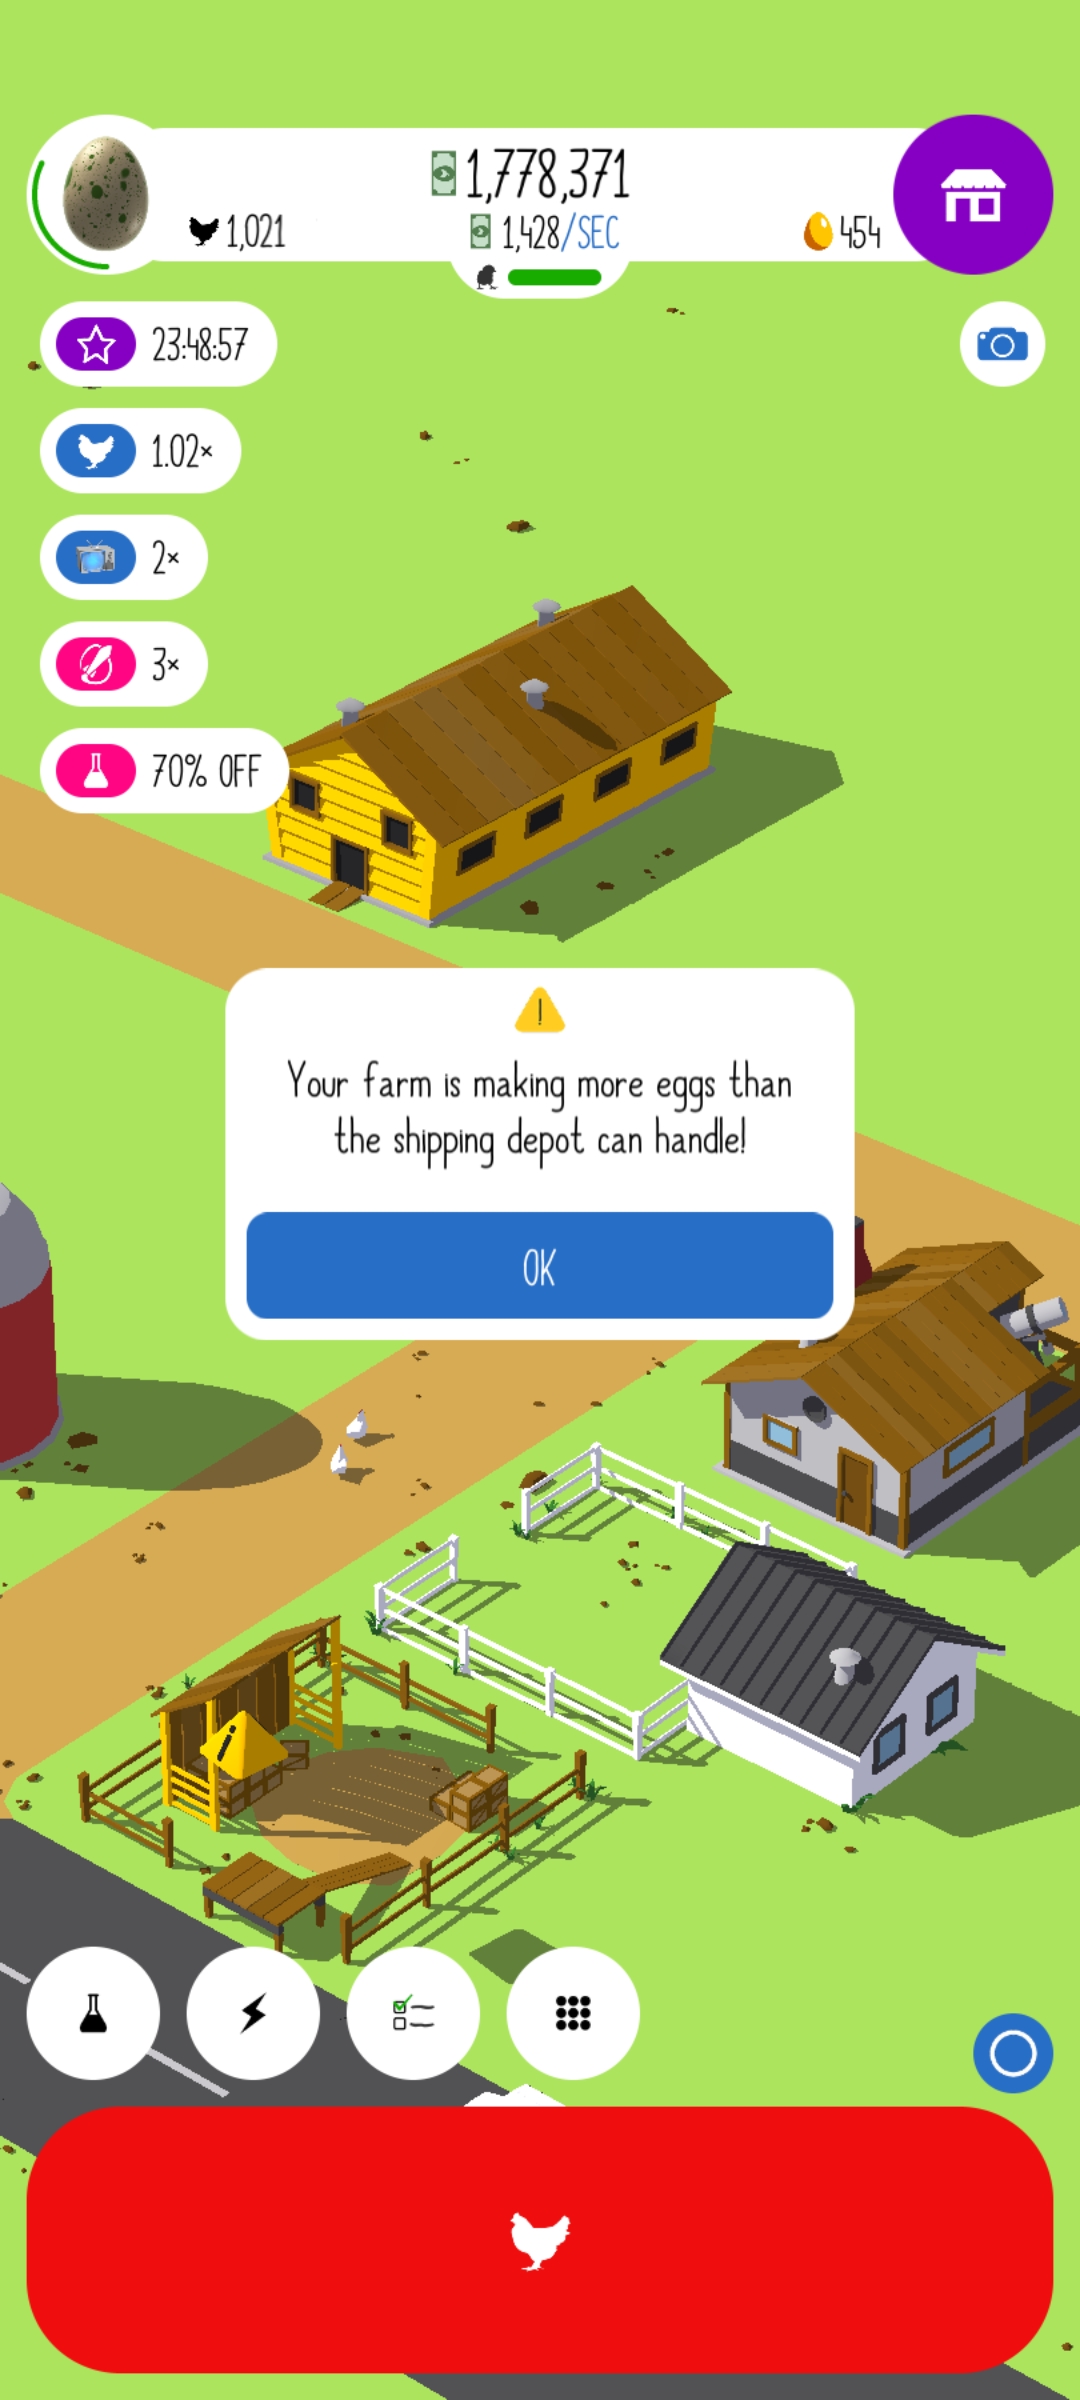 1,778,371
1,021
1,428/SEC
454
23:48:57
1.02×
2×
3×
70% OFF
Your farm is making more eggs than
the shipping depot can handle!
OK